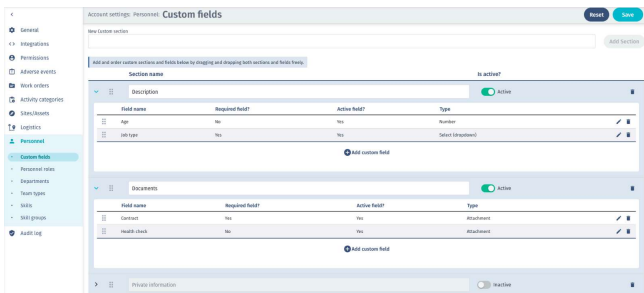 Account settings: Personnel: Custom fields
Reset
Save
General
Integrations
Permissions
Adverse events
Work orders
Activity categories
Sites/Assets
Logistics
Personnel
Custom fields
Personnel roles
Departments
Team types
Skills
Skill groups
Audit log
New Custom section
Add Section
Add and order custom sections and fields below by dragging and dropping both sections and fields freely.
Section name Is active?
Description Active
Field name Required field? Active field? Type
Age No Yes Number
Job type Yes Yes Select (dropdown)
Add custom field
Documents Active
Field name Required field? Active field? Type
Contract Yes Yes Attachment
Health check No Yes Attachment
Add custom field
Private information Inactive